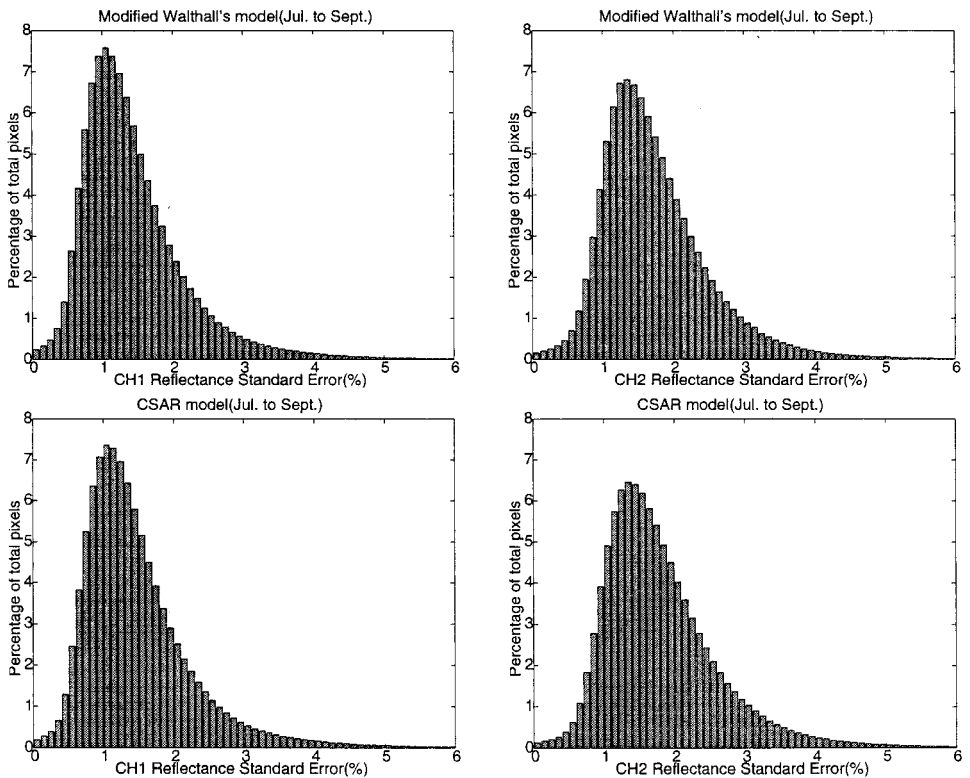 Modified Walthall's model(Jul. to Sept.)
8
7
6
5
4
3
2
1
0
Percentage of total pixels
0 1 2 3 4 5 6
CH1 Reflectance Standard Error(%)
Modified Walthall's model(Jul. to Sept.)
8
7
6
5
4
3
2
1
0
Percentage of total pixels
0 1 2 3 4 5 6
CH2 Reflectance Standard Error(%)
CSAR model(Jul. to Sept.)
8
7
6
5
4
3
2
1
0
Percentage of total pixels
0 1 2 3 4 5 6
CH1 Reflectance Standard Error(%)
CSAR model(Jul. to Sept.)
8
7
6
5
4
3
2
1
0
Percentage of total pixels
0 1 2 3 4 5 6
CH2 Reflectance Standard Error(%)